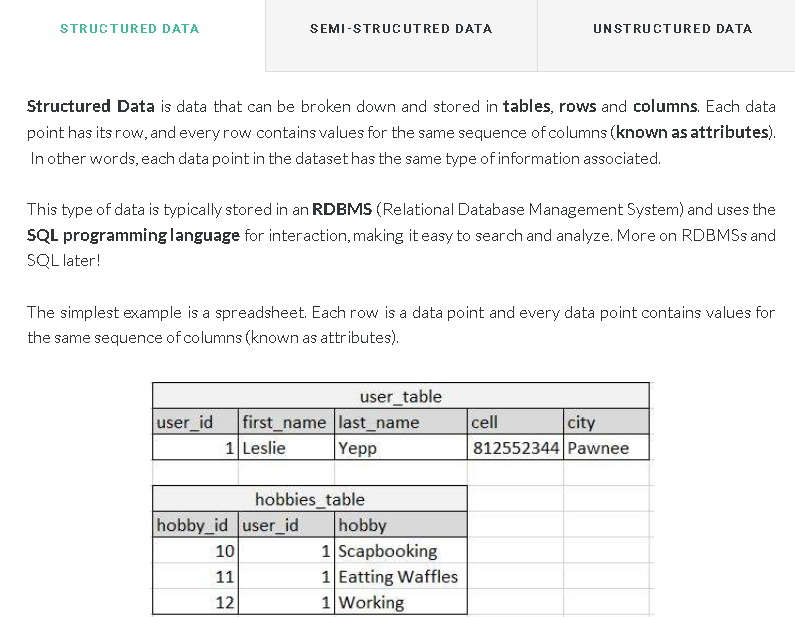 STRUCTURED DATA
SEMI-STRUCUTRED DATA
UNSTRUCTURED DATA
Structured Data is data that can be broken down and stored in tables, rows and columns. Each data
point has its row, and every row contains values for the same sequence of columns (known as attributes).
In other words, each data point in the dataset has the same type of information associated.
This type of data is typically stored in an RDBMS (Relational Database Management System) and uses the
SQL programming language for interaction, making it easy to search and analyze. More on RDBMSs and
SQL later!
The simplest example is a spreadsheet. Each row is a data point and every data point contains values for
the same sequence of columns (known as attributes).
user_table
user_id first_name last_name cell city
1 Leslie Yepp 812552344 Pawnee
hobbies_table
hobby_id user_id hobby
10 1 Scapbooking
11 1 Eatting Waffles
12 1 Working